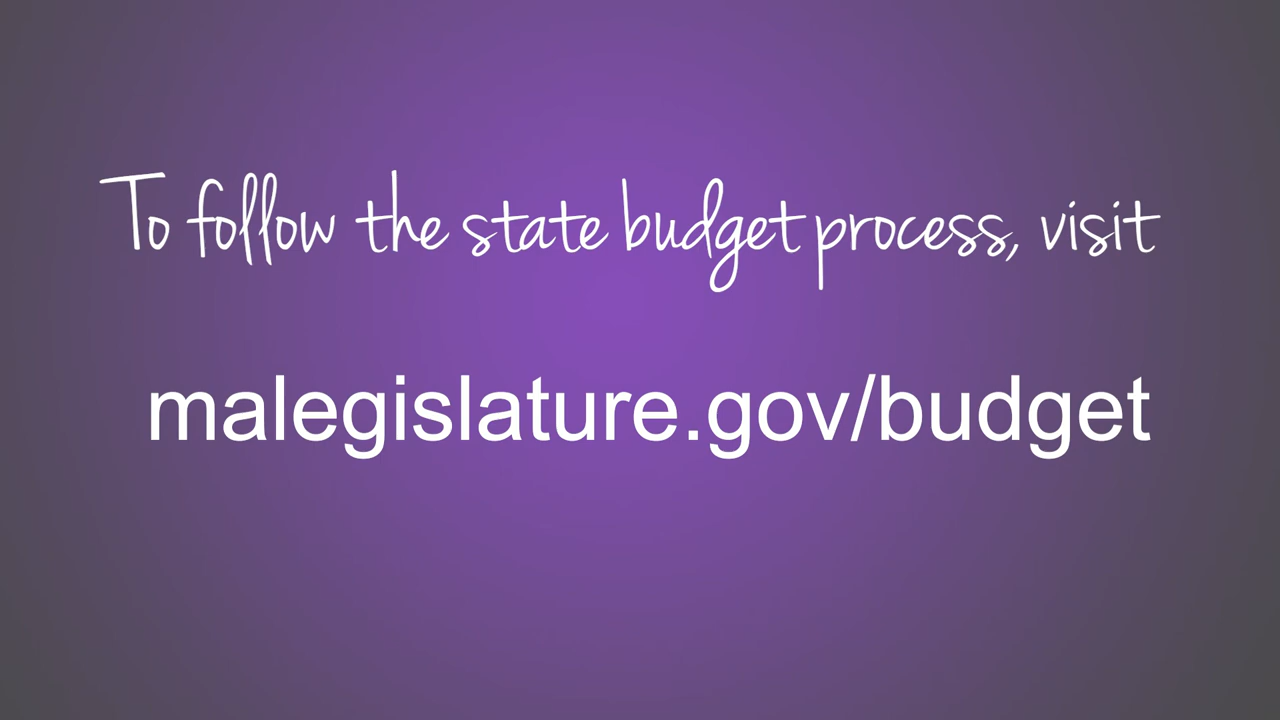 To follow the state budget process, visit
malegislature.gov/budget